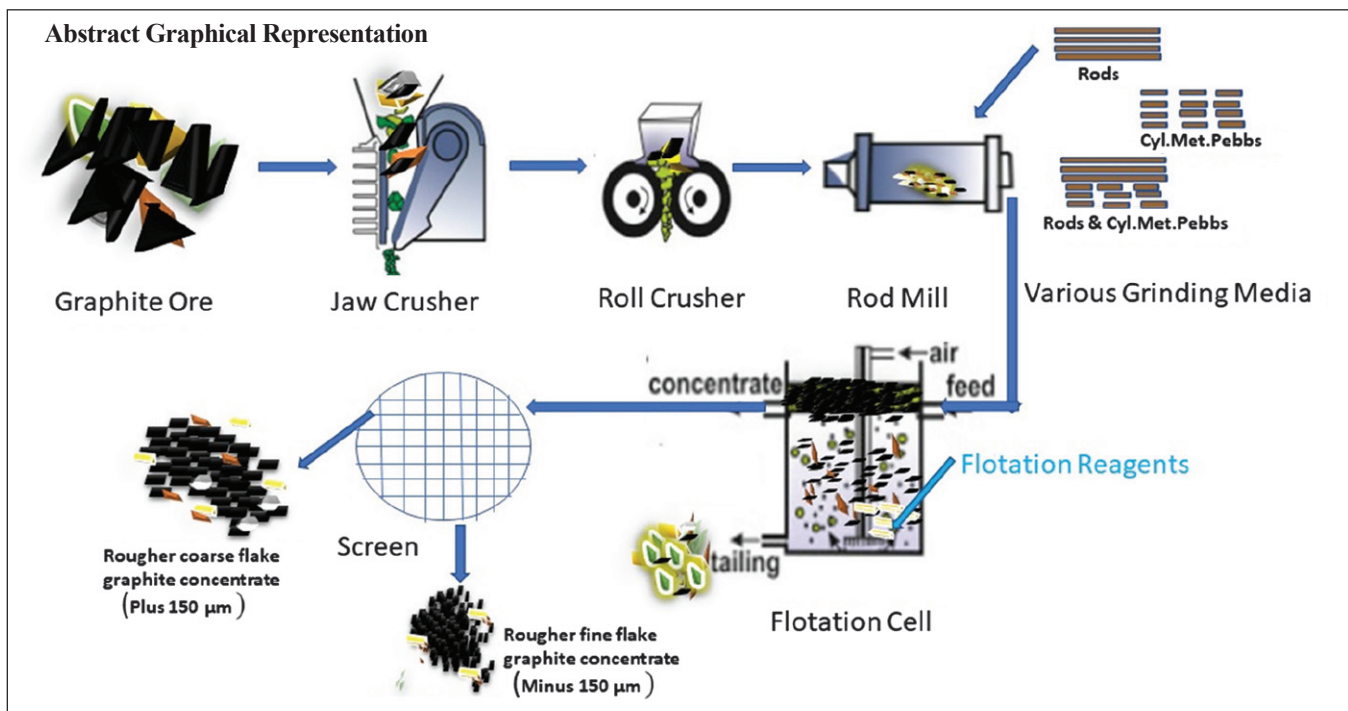 Abstract Graphical Representation
Rods
Cyl.Met.Pebbs
Rods & Cyl.Met.Pebbs
Graphite Ore
Jaw Crusher
Roll Crusher
Rod Mill
Various Grinding Media
air
concentrate
feed
Flotation Reagents
tailing
Flotation Cell
Screen
Rougher coarse flake
graphite concentrate
(Plus 150 μm)
Rougher fine flake
graphite concentrate
(Minus 150 μm)